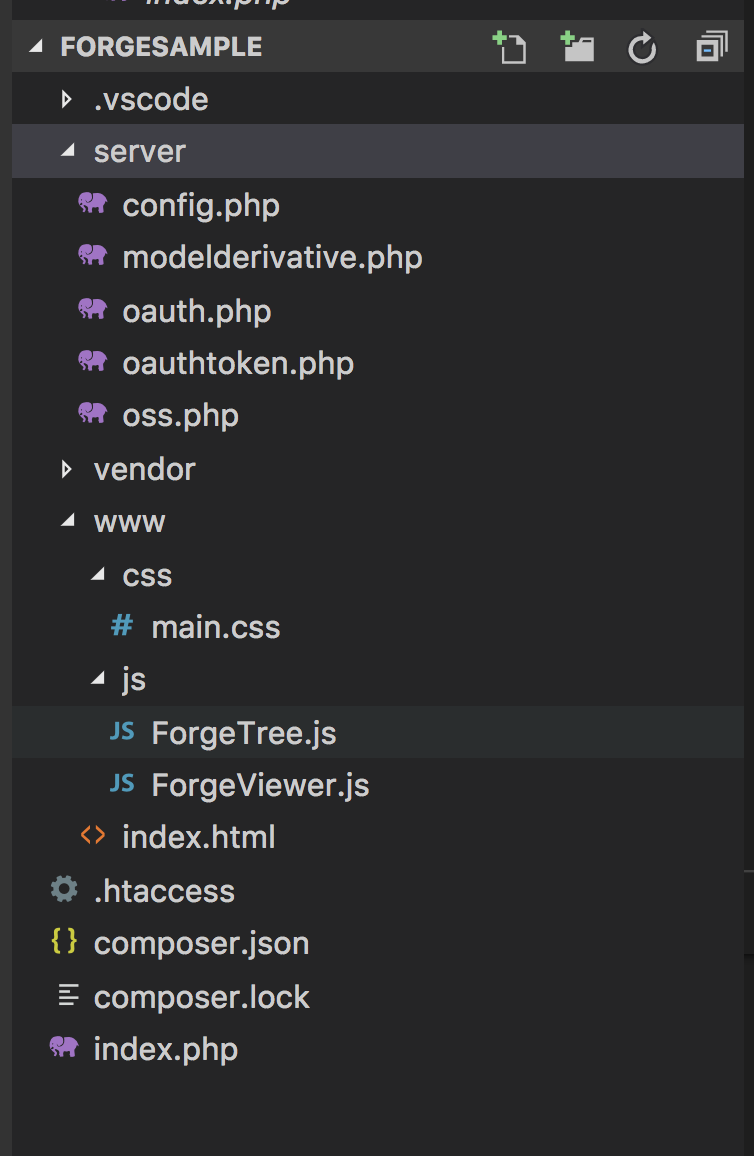 index.php
FORGESAMPLE
.vscode
server
config.php
modelderivative.php
oauth.php
oauthtoken.php
oss.php
vendor
www
css
# main.css
js
JS ForgeTree.js
JS ForgeViewer.js
<> index.html
.htaccess
{} composer.json
composer.lock
index.php